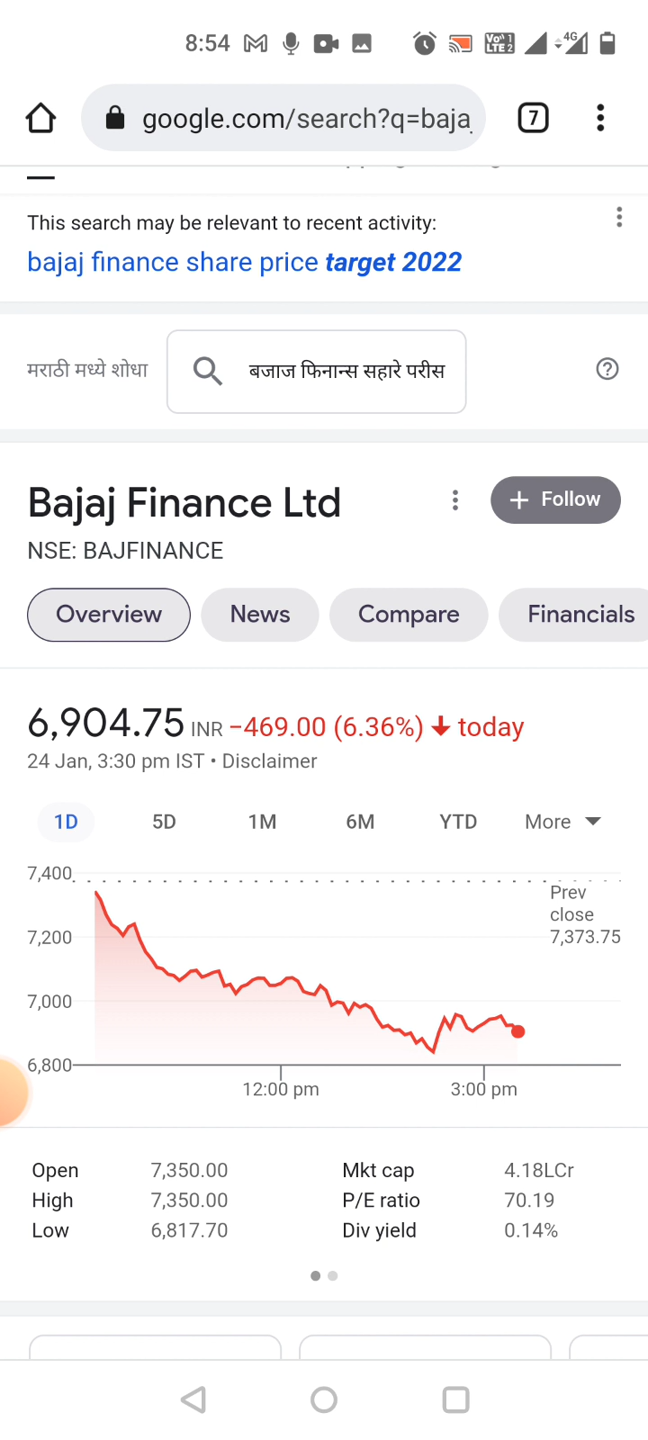 8:54
Vo)) 1
LTE 2
4G
google.com/search?q=baja
7
This search may be relevant to recent activity:
bajaj finance share price target 2022
मराठी मध्ये शोधा
बजाज फिनान्स सहारे परीस
Bajaj Finance Ltd
+ Follow
NSE: BAJFINANCE
Overview News Compare Financials
6,904.75 INR −469.00 (6.36%) ↓ today
24 Jan, 3:30 pm IST • Disclaimer
1D 5D 1M 6M YTD More
7,400
Prev
close
7,373.75
7,200
7,000
6,800
12:00 pm 3:00 pm
Open 7,350.00 Mkt cap 4.18LCr
High 7,350.00 P/E ratio 70.19
Low 6,817.70 Div yield 0.14%